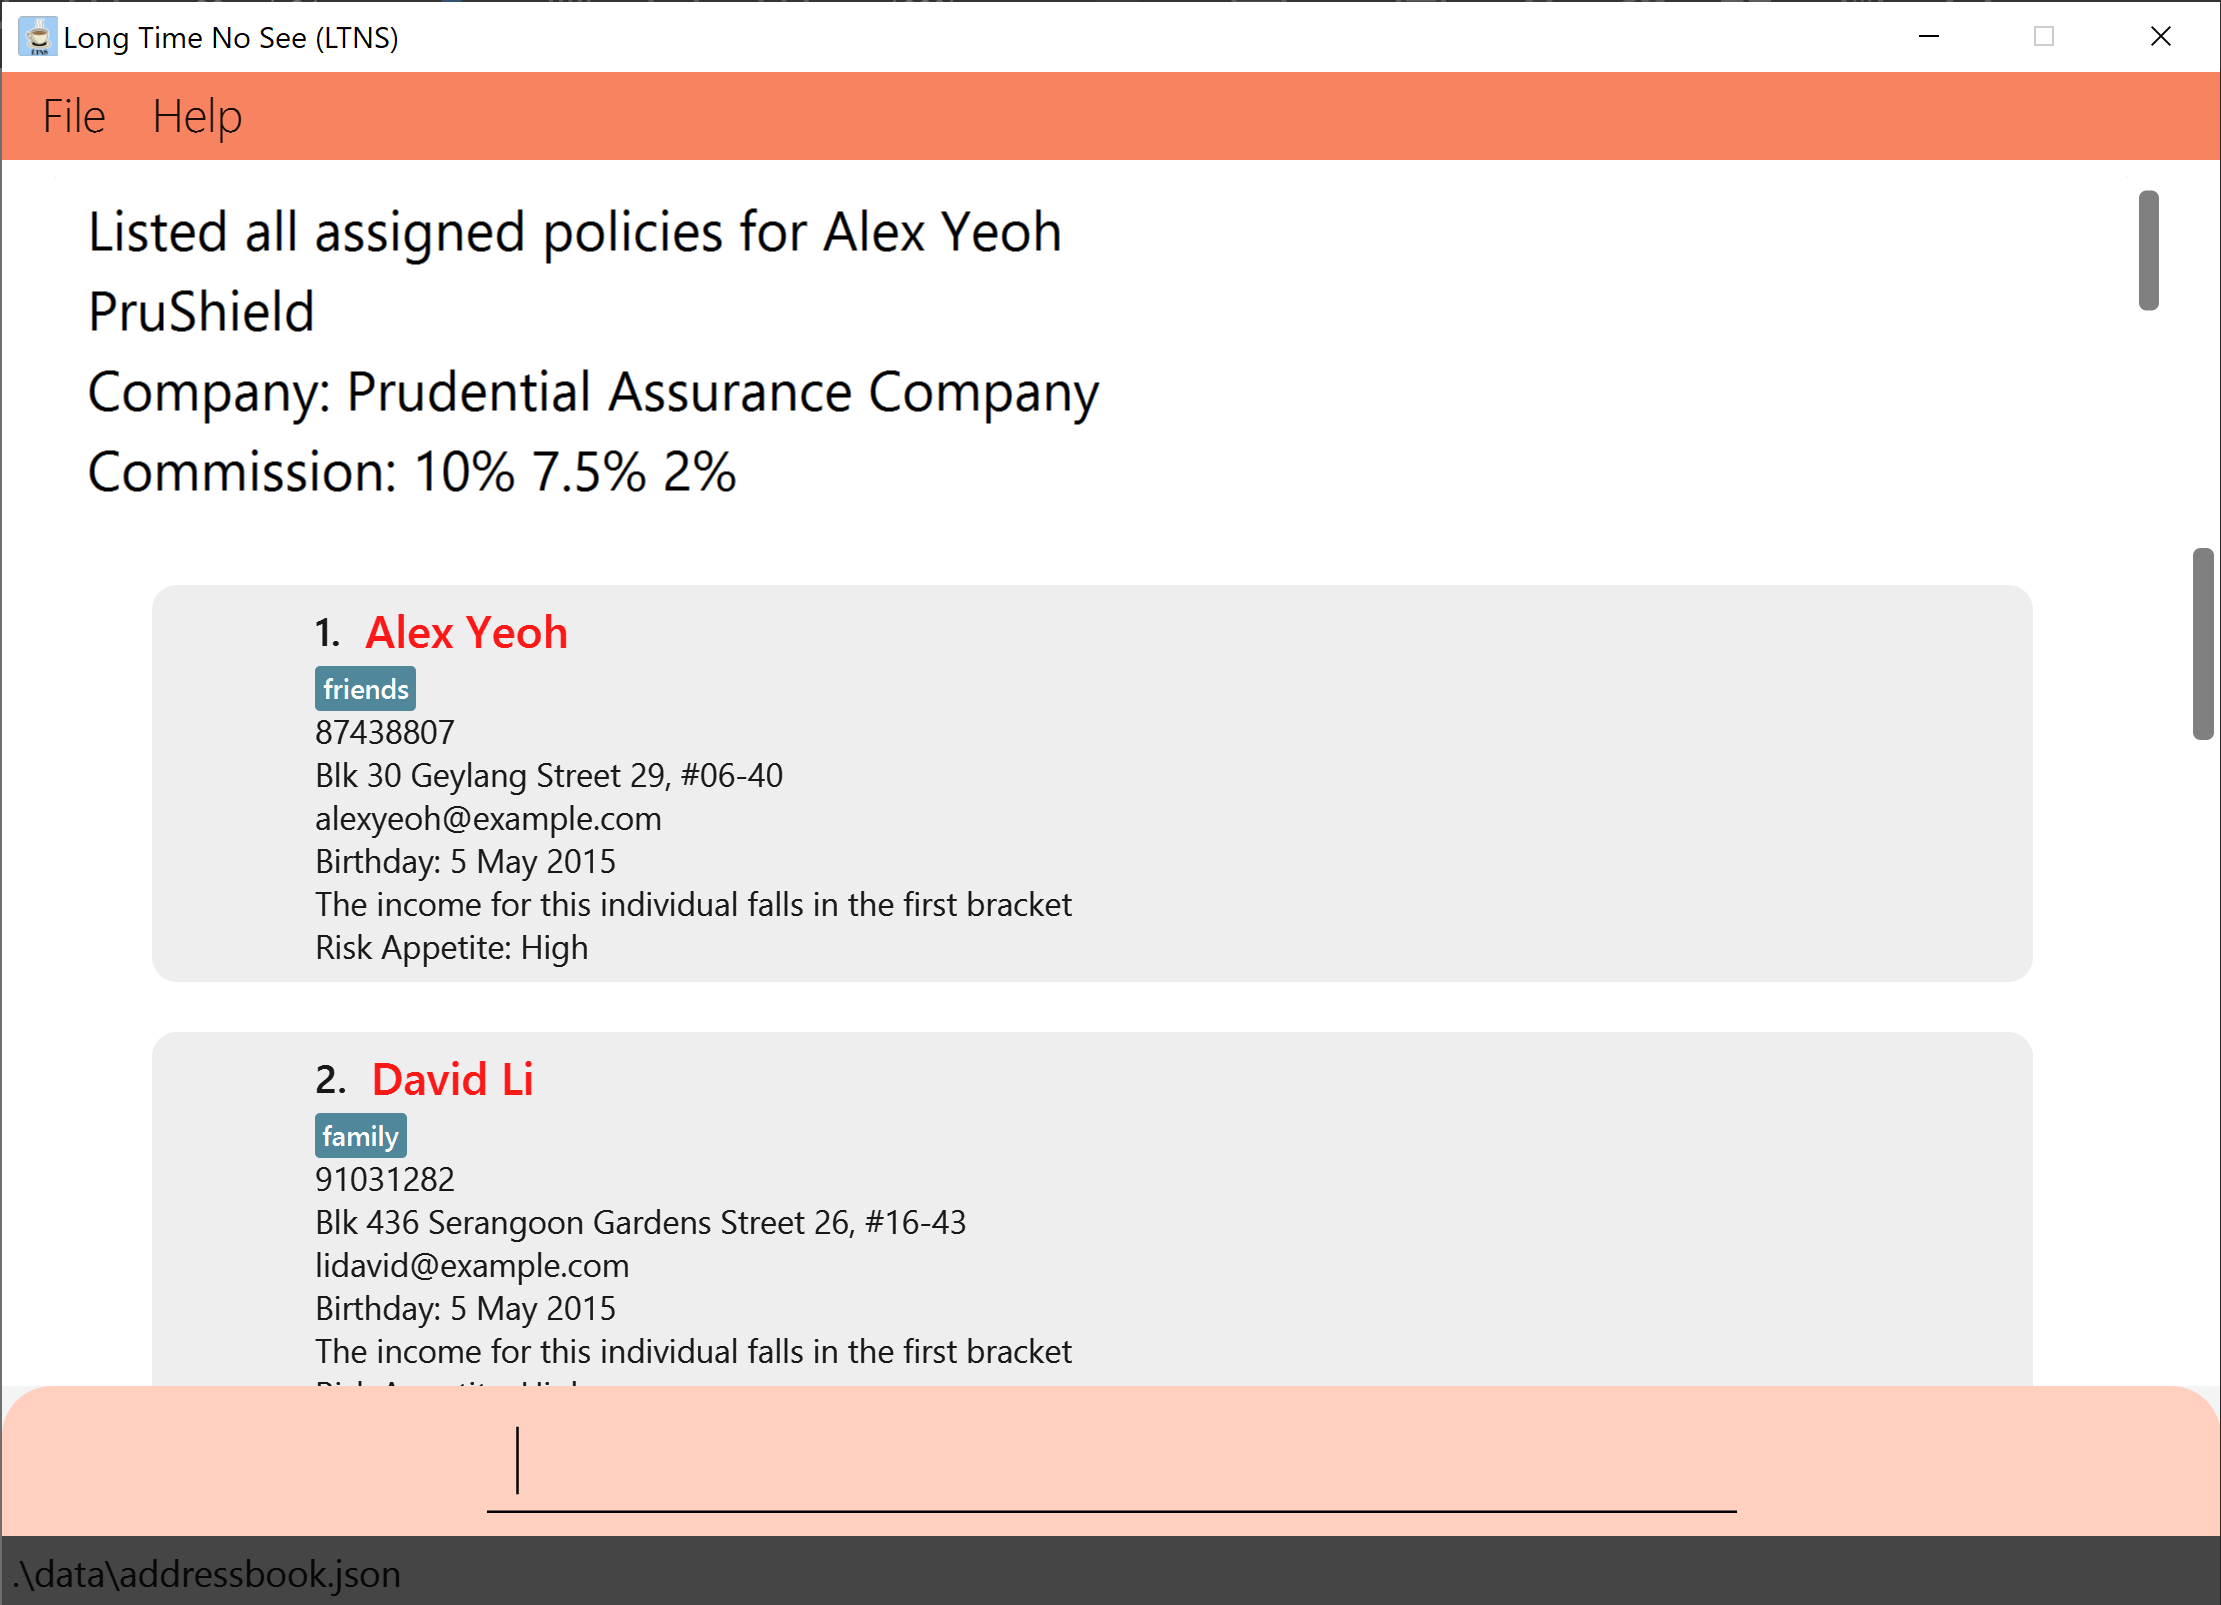 Long Time No See (LTNS)
File Help
Listed all assigned policies for Alex Yeoh
PruShield
Company: Prudential Assurance Company
Commission: 10% 7.5% 2%
1. Alex Yeoh
friends
87438807
Blk 30 Geylang Street 29, #06-40
alexyeoh@example.com
Birthday: 5 May 2015
The income for this individual falls in the first bracket
Risk Appetite: High
2. David Li
family
91031282
Blk 436 Serangoon Gardens Street 26, #16-43
lidavid@example.com
Birthday: 5 May 2015
The income for this individual falls in the first bracket
.\data\addressbook.json